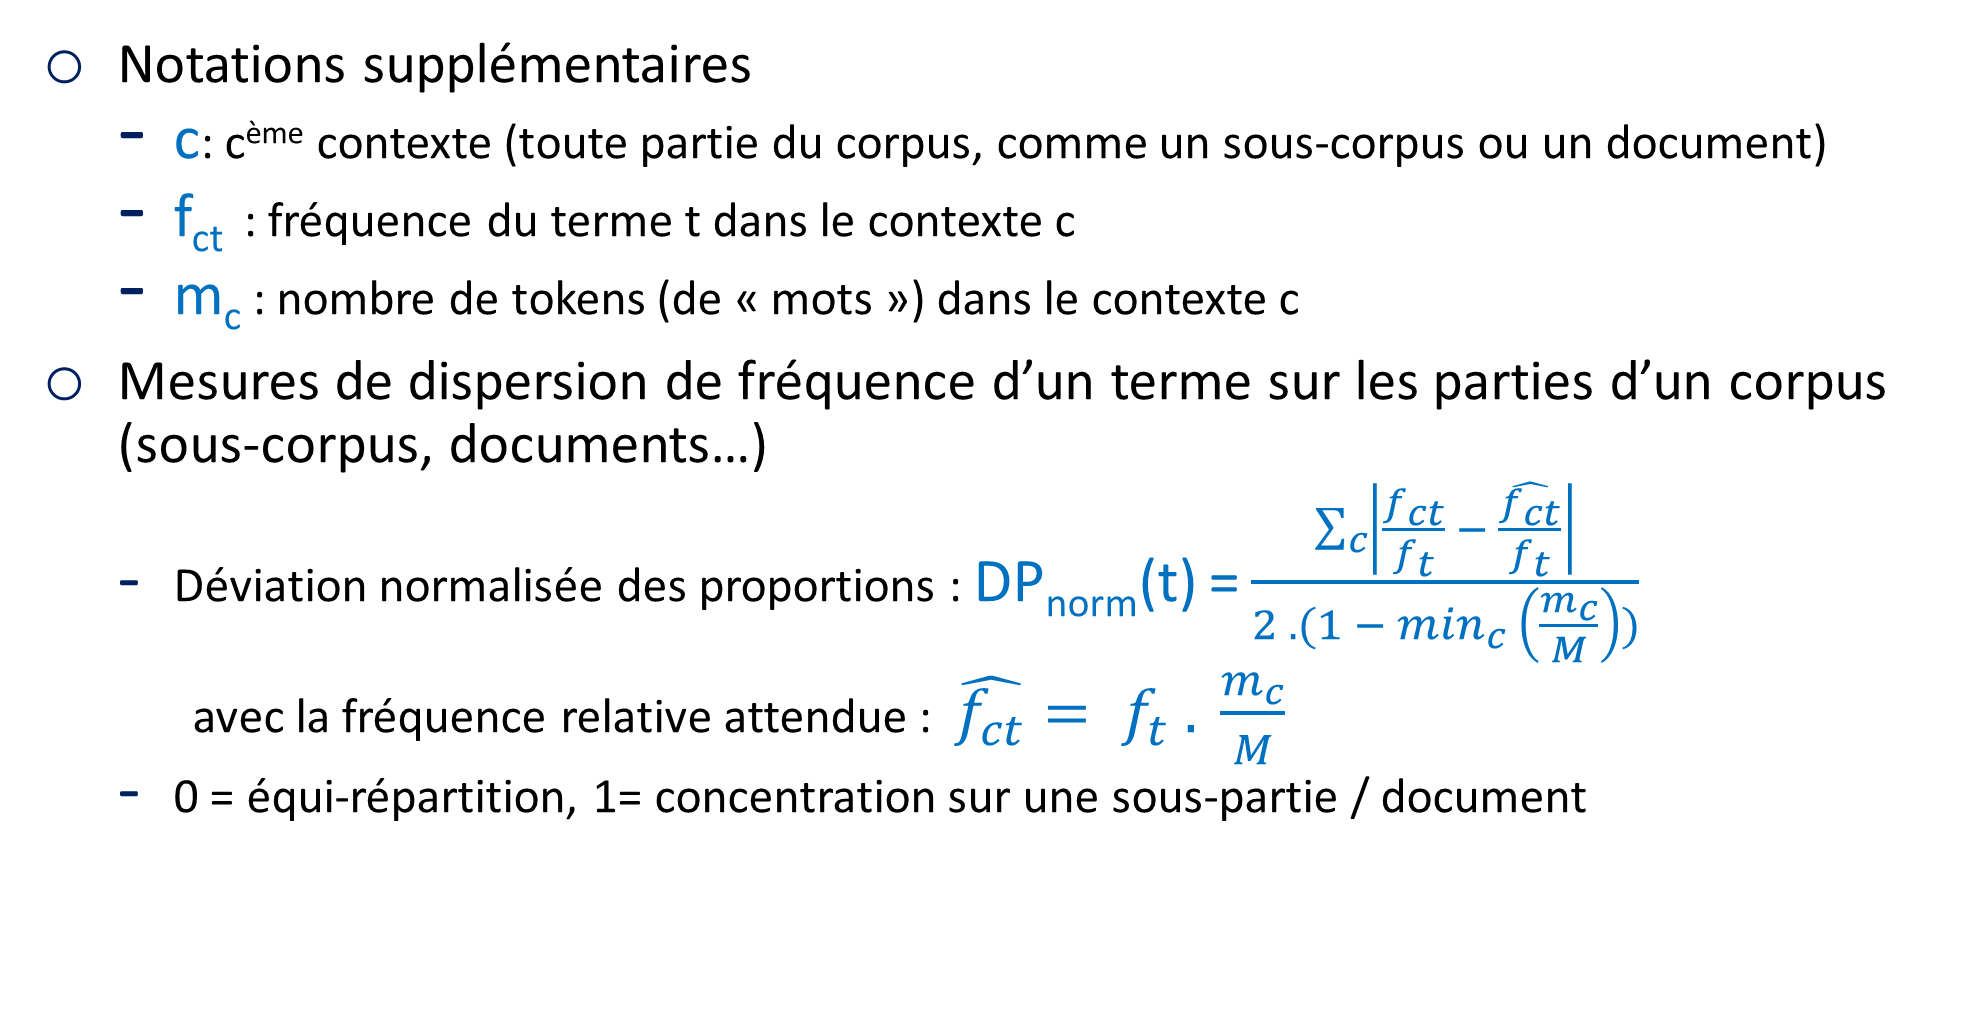 ○ Notations supplémentaires
- c: cème contexte (toute partie du corpus, comme un sous-corpus ou un document)
- fct : fréquence du terme t dans le contexte c
- mc : nombre de tokens (de « mots ») dans le contexte c
○ Mesures de dispersion de fréquence d’un terme sur les parties d’un corpus
(sous-corpus, documents…)
- Déviation normalisée des proportions : DPnorm(t) = ∑c|fct/ft − f̂ct/ft| / 2 .(1 − minc (mc/M))
avec la fréquence relative attendue : f̂ct = ft . mc/M
- 0 = équi-répartition, 1= concentration sur une sous-partie / document